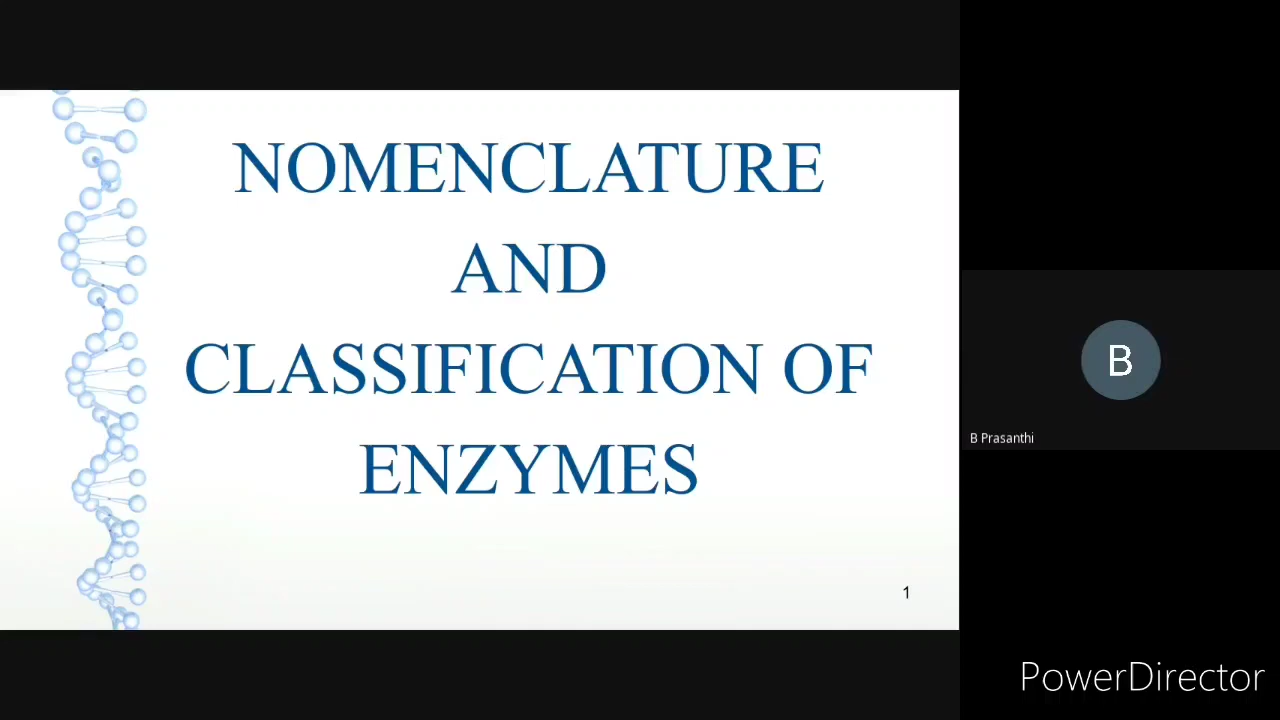 NOMENCLATURE
AND
CLASSIFICATION OF
ENZYMES
1
B
B Prasanthi
PowerDirector